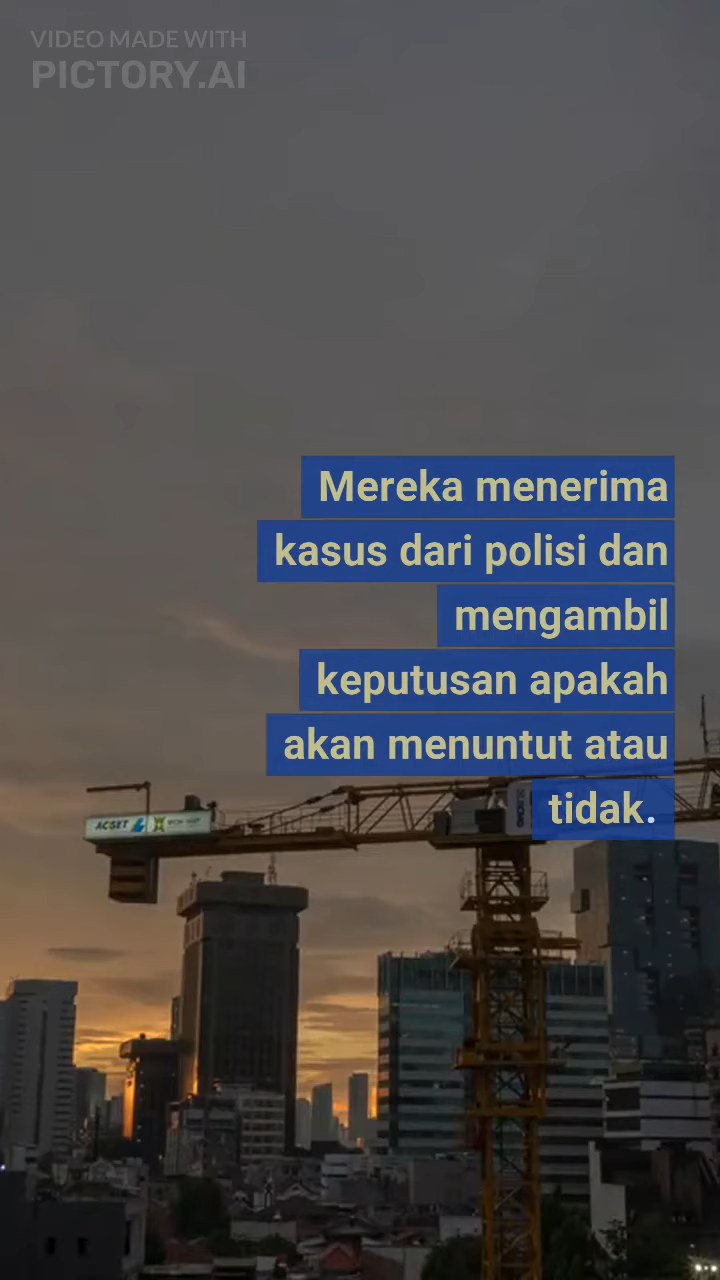 VIDEO MADE WITH
PICTORY.AI
Mereka menerima
kasus dari polisi dan
mengambil
keputusan apakah
akan menuntut atau
tidak.
ACSET